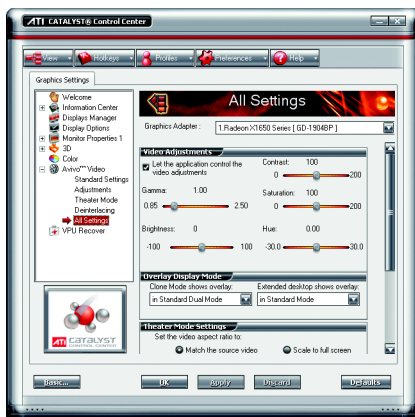 ATI CATALYST® Control Center
View Hotkeys Profiles Preferences Help
Graphics Settings
Welcome
Information Center
Displays Manager
Display Options
Monitor Properties 1
3D
Color
Avivo™ Video
Standard Settings
Adjustments
Theater Mode
Deinterlacing
All Settings
VPU Recover
ATI CATALYST
CONTROL CENTER
All Settings
Graphics Adapter :
1.Radeon X1650 Series [ GD-1904BP ]
Video Adjustments
Let the application control the
video adjustments
Contrast: 100
0 200
Gamma: 1.00
0.85 2.50
Saturation: 100
0 200
Brightness: 0
-100 100
Hue: 0.00
-30.0 30.0
Overlay Display Mode
Clone Mode shows overlay:
in Standard Dual Mode
Extended desktop shows overlay:
in Standard Mode
Theater Mode Settings
Set the video aspect ratio to:
Match the source video Scale to full screen
Basic... OK Apply Discard Defaults